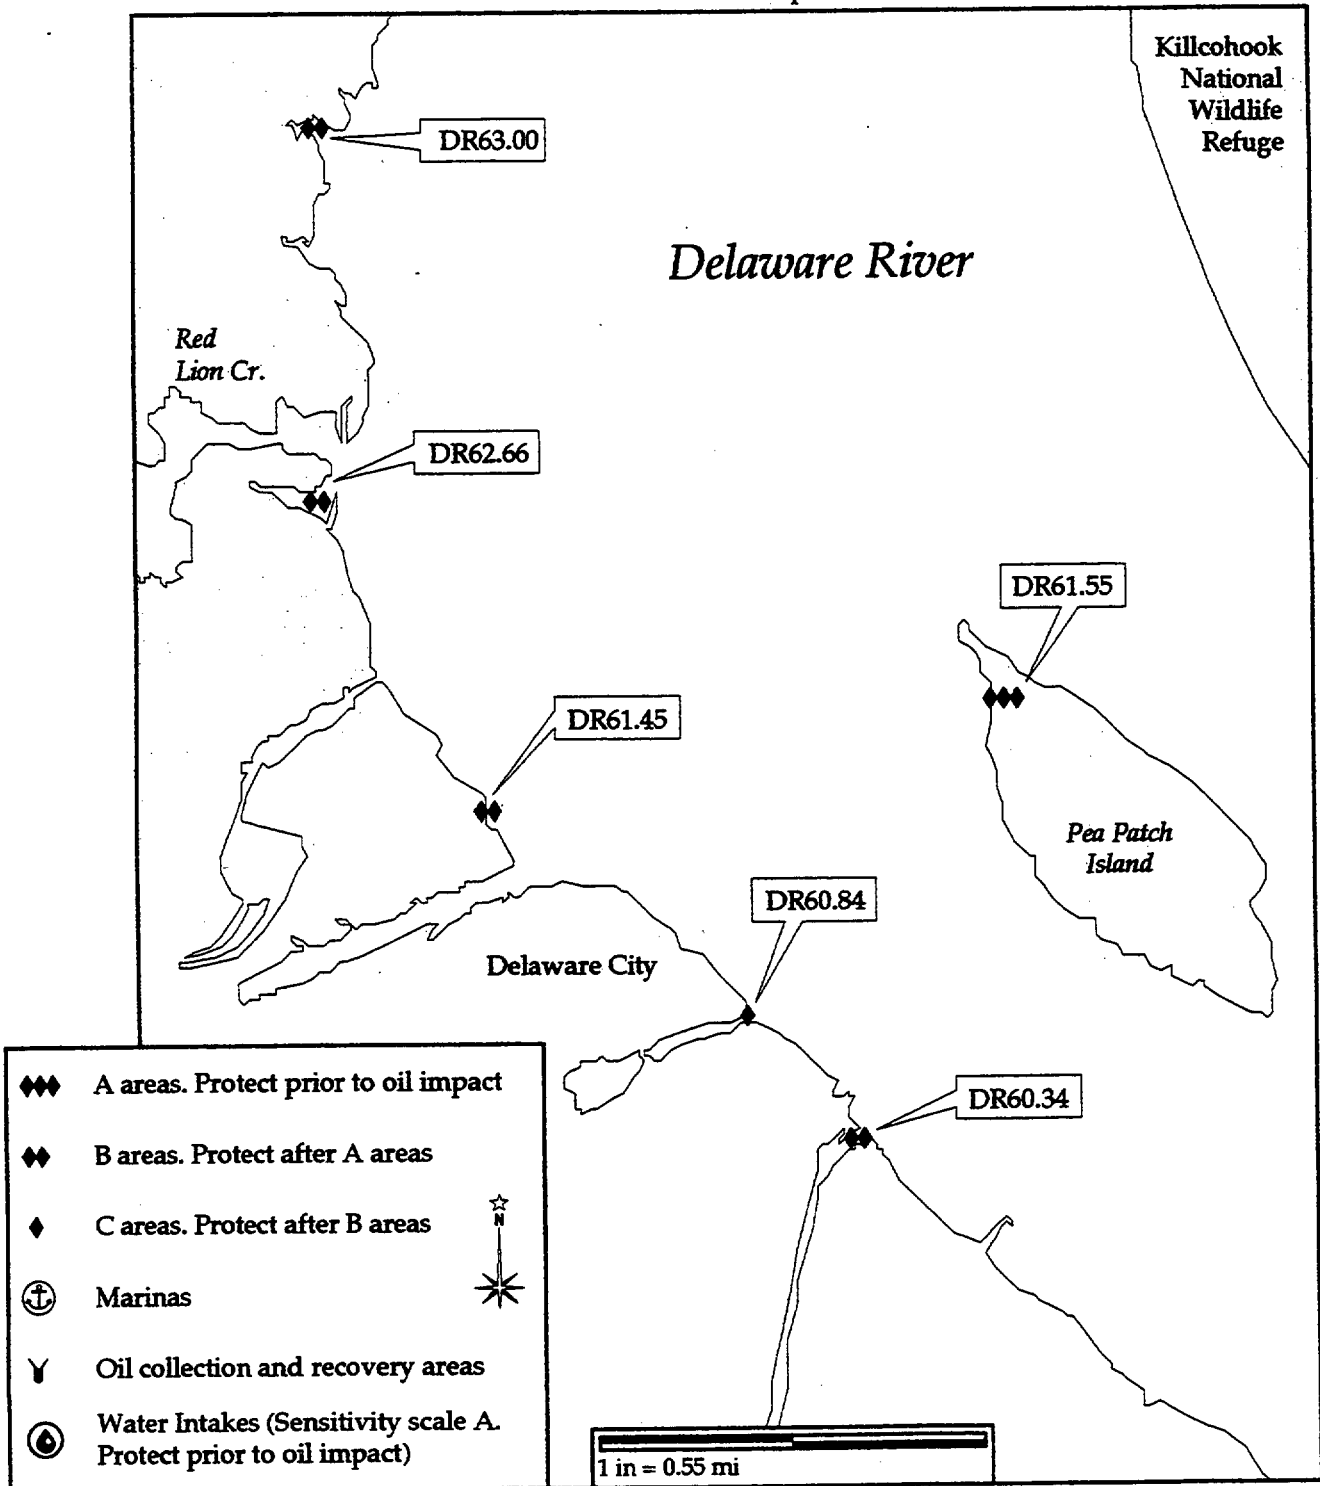 Killcohook
National
Wildlife
Refuge
DR63.00
Delaware River
Red
Lion Cr.
DR62.66
DR61.55
DR61.45
Pea Patch
Island
DR60.84
Delaware City
DR60.34
A areas. Protect prior to oil impact
B areas. Protect after A areas
C areas. Protect after B areas
N
Marinas
Oil collection and recovery areas
Water Intakes (Sensitivity scale A.
Protect prior to oil impact)
1 in = 0.55 mi